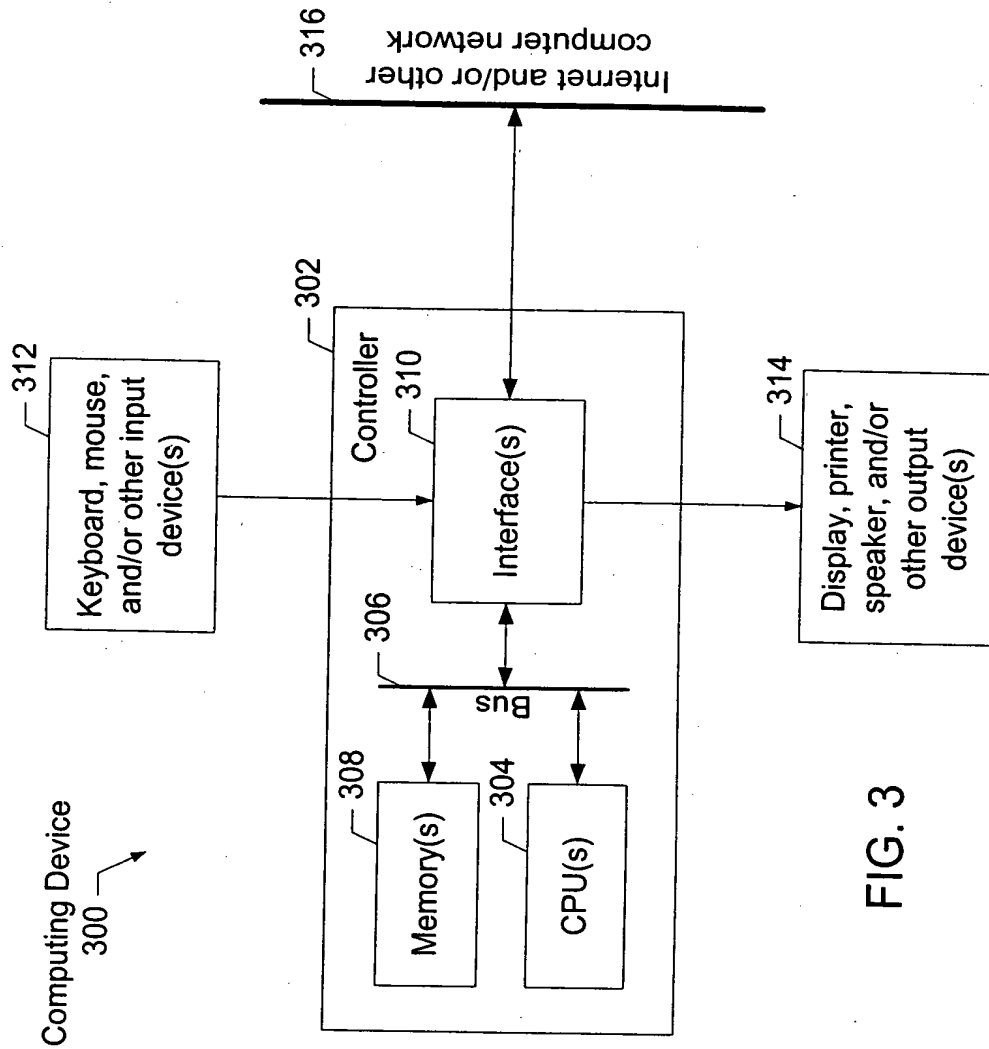 Computing Device
300
312
Keyboard, mouse,
and/or other input
device(s)
302
Controller
310
Interface(s)
306
Bus
308
Memory(s)
304
CPU(s)
316
Internet and/or other
computer network
314
Display, printer,
speaker, and/or
other output
device(s)
FIG. 3